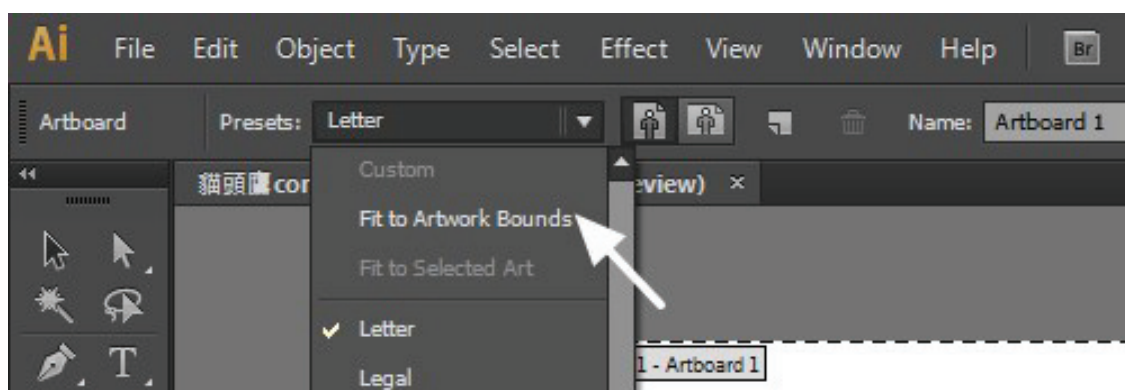 Ai File Edit Object Type Select Effect View Window Help Br
Artboard Presets: Letter Name: Artboard 1
貓頭鷹cor eview) ×
Custom
Fit to Artwork Bounds
Fit to Selected Art
Letter
Legal
1 - Artboard 1
T